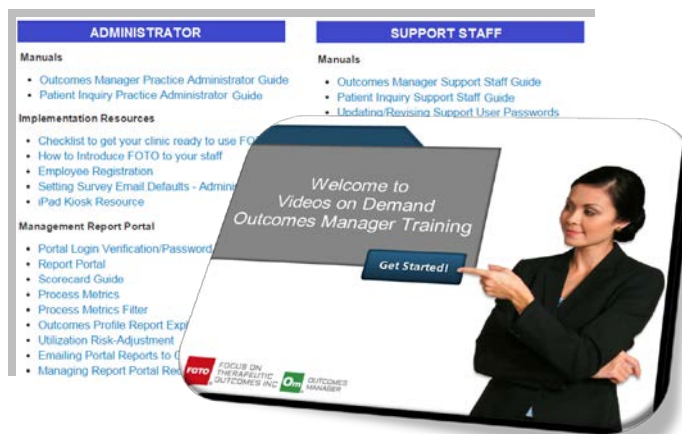 ADMINISTRATOR
Manuals
Outcomes Manager Practice Administrator Guide
Patient Inquiry Practice Administrator Guide
Implementation Resources
Checklist to get your clinic ready to use
How to Introduce FOTO to your staff
Employee Registration
Setting Survey Email Defaults -
iPad Kiosk Resource
Management Report Portal
Portal Login Verification/Password
Report Portal
Scorecard Guide
Process Metrics
Process Metrics Filter
Outcomes Profile Report
Utilization Risk-Adjustment
Emailing Portal Reports to
Managing Report Portal
SUPPORT STAFF
Manuals
Outcomes Manager Support Staff Guide
Patient Inquiry Support Staff Guide
Updating/Revising Support User Passwords
Welcome to
Videos on Demand
Outcomes Manager Training
Get Started!
FOTO
FOCUS ON
THERAPEUTIC
OUTCOMES INC
Om
OUTCOMES
MANAGER